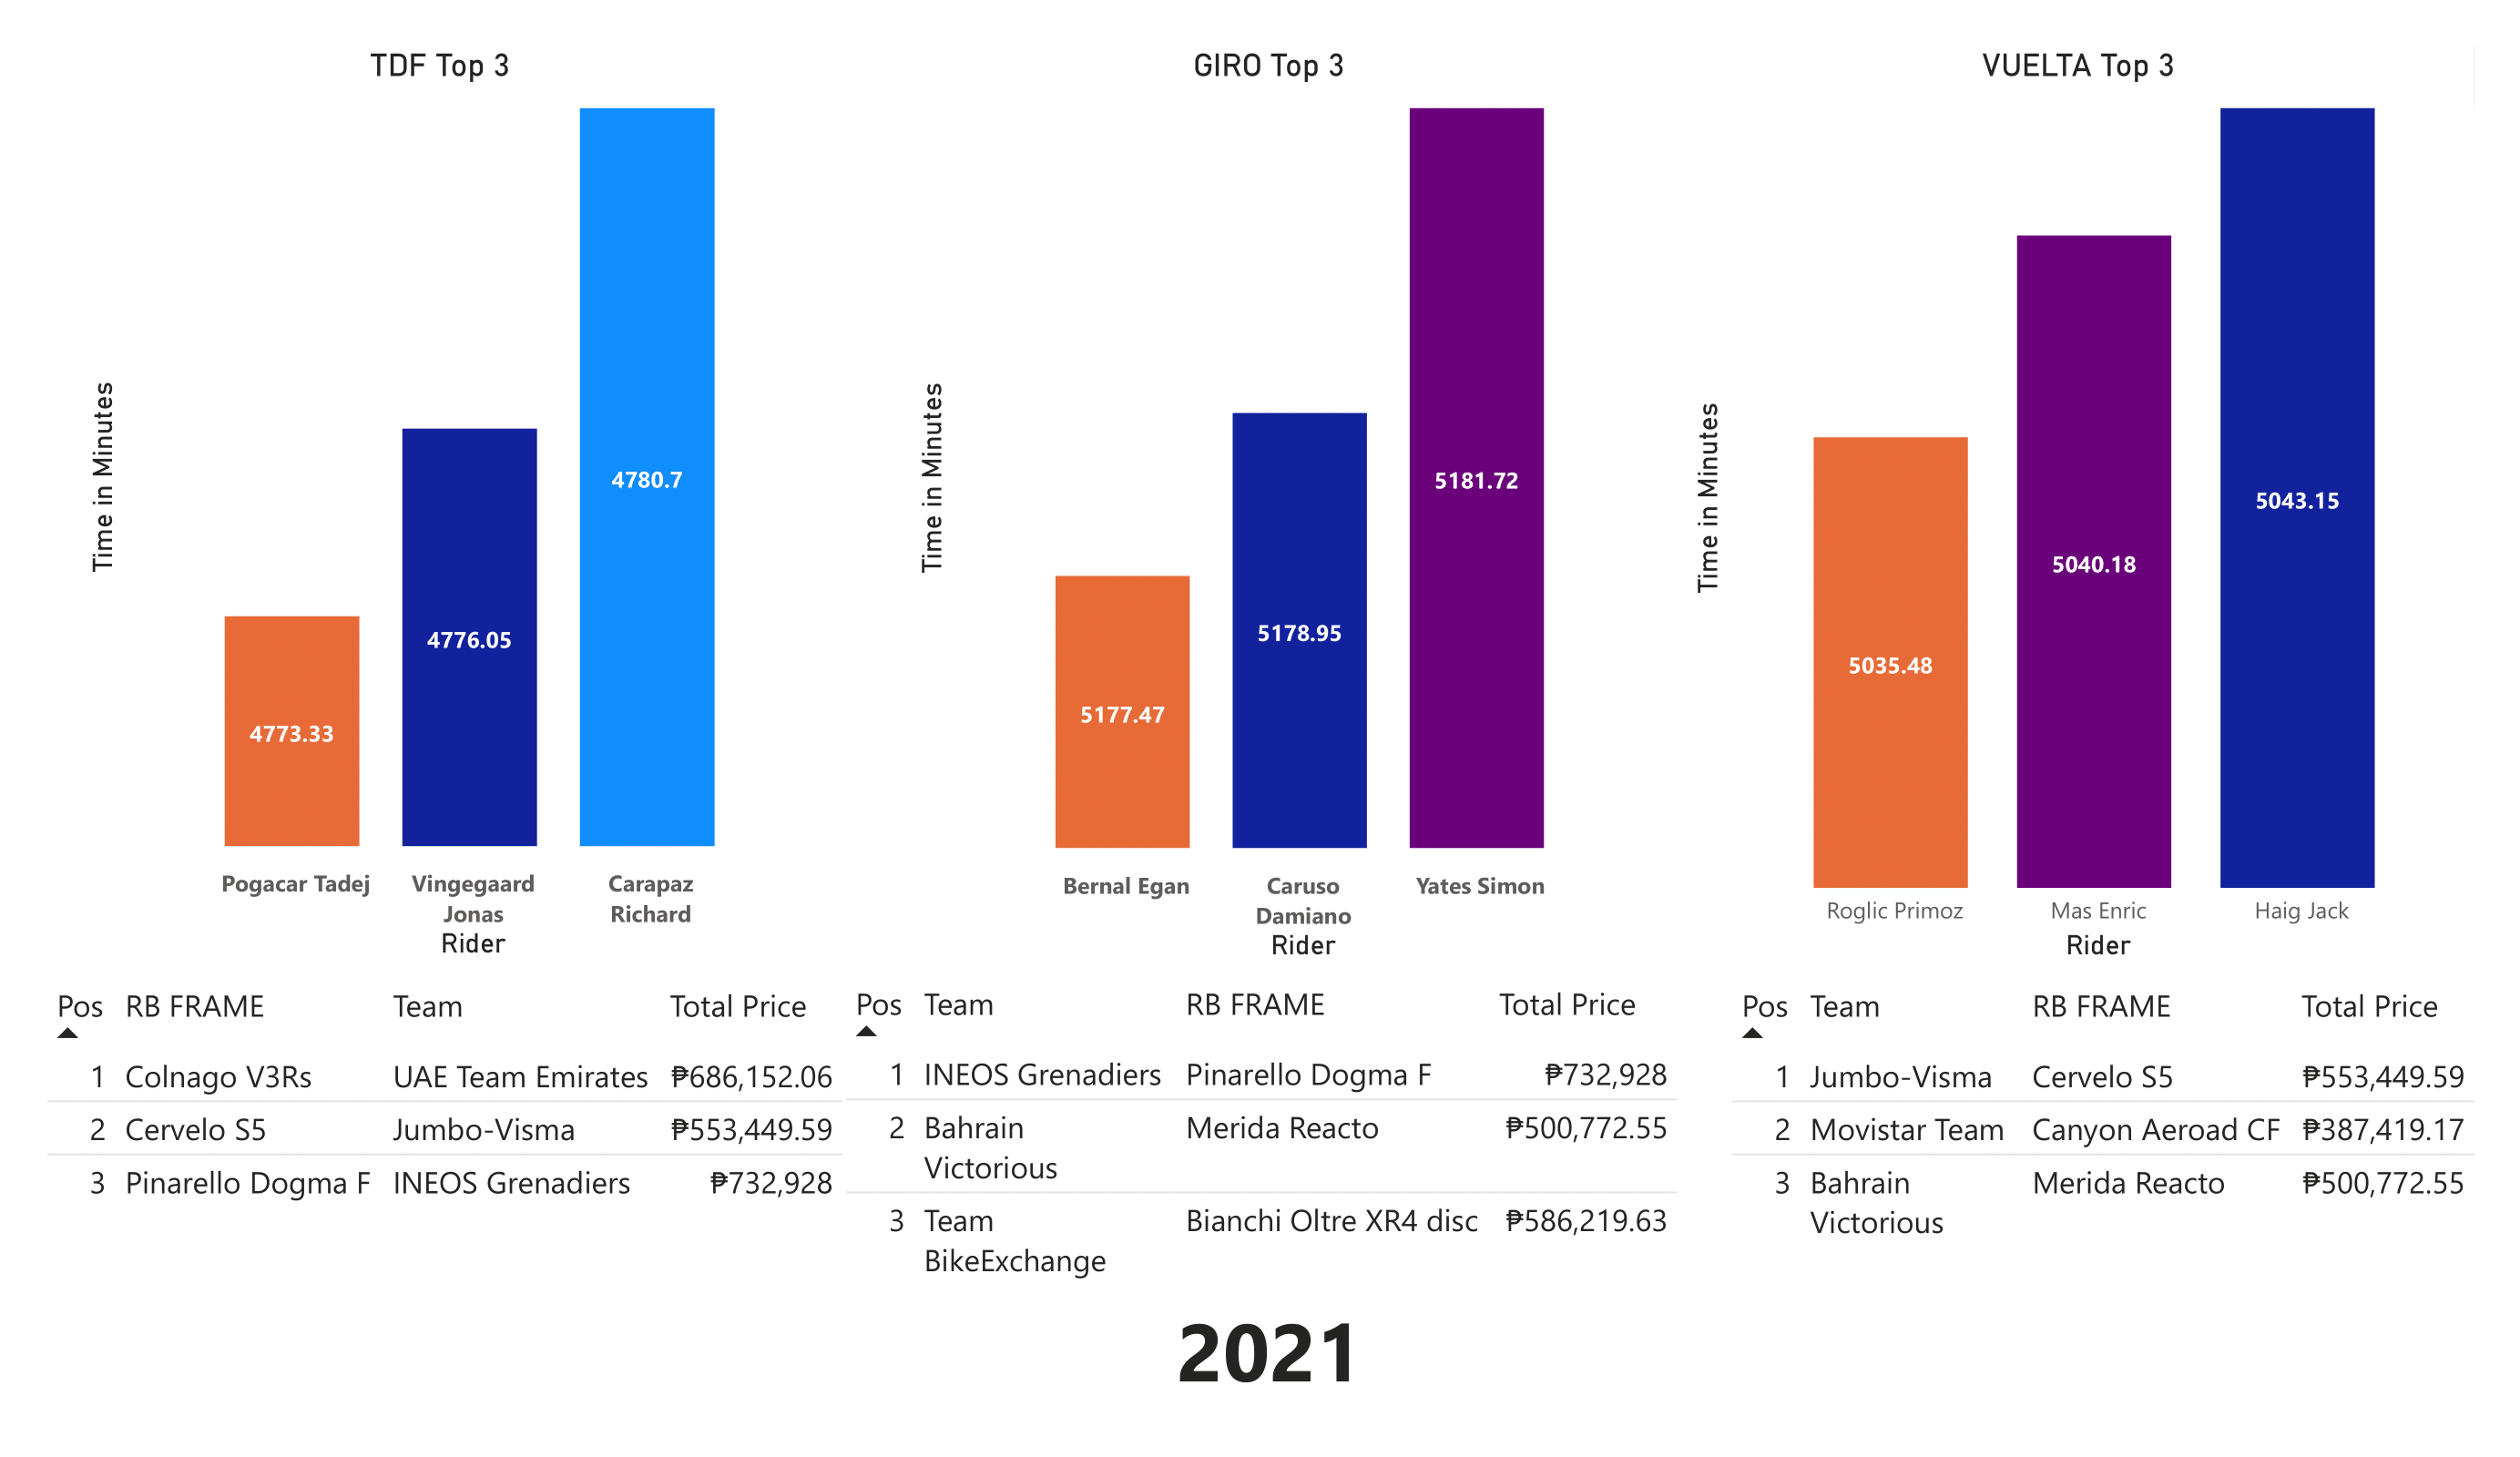 TDF Top 3
Time in Minutes
4773.33
4776.05
4780.7
Pogacar Tadej
Vingegaard
Jonas
Carapaz
Richard
Rider
GIRO Top 3
Time in Minutes
5177.47
5178.95
5181.72
Bernal Egan
Caruso
Damiano
Yates Simon
Rider
VUELTA Top 3
Time in Minutes
5035.48
5040.18
5043.15
Roglic Primoz
Mas Enric
Haig Jack
Rider
Pos RB FRAME Team Total Price
1 Colnago V3Rs UAE Team Emirates ₱686,152.06
2 Cervelo S5 Jumbo-Visma ₱553,449.59
3 Pinarello Dogma F INEOS Grenadiers ₱732,928
Pos Team RB FRAME Total Price
1 INEOS Grenadiers Pinarello Dogma F ₱732,928
2 Bahrain Merida Reacto ₱500,772.55
Victorious
3 Team Bianchi Oltre XR4 disc ₱586,219.63
BikeExchange
Pos Team RB FRAME Total Price
1 Jumbo-Visma Cervelo S5 ₱553,449.59
2 Movistar Team Canyon Aeroad CF ₱387,419.17
3 Bahrain Merida Reacto ₱500,772.55
Victorious
2021